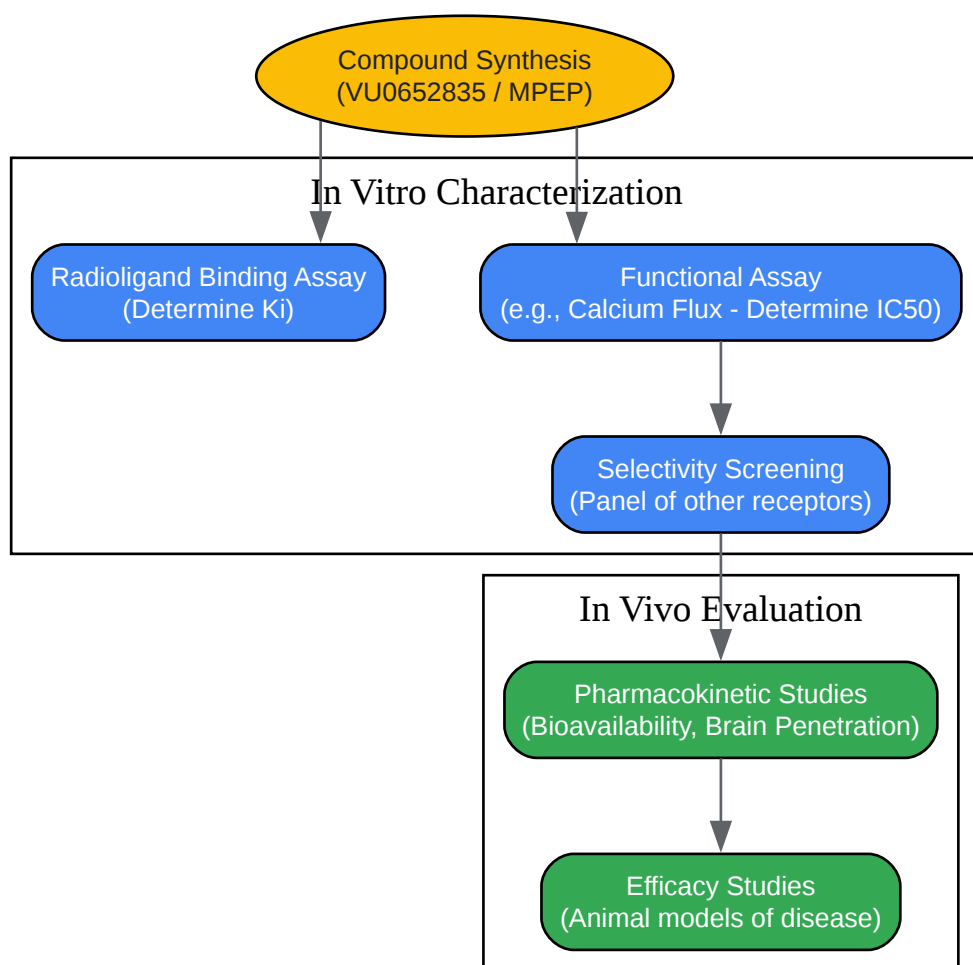 Compound Synthesis
(VU0652835 / MPEP)
In Vitro Characterization
Radioligand Binding Assay
(Determine Ki)
Functional Assay
(e.g., Calcium Flux - Determine IC50)
Selectivity Screening
(Panel of other receptors)
In Vivo Evaluation
Pharmacokinetic Studies
(Bioavailability, Brain Penetration)
Efficacy Studies
(Animal models of disease)